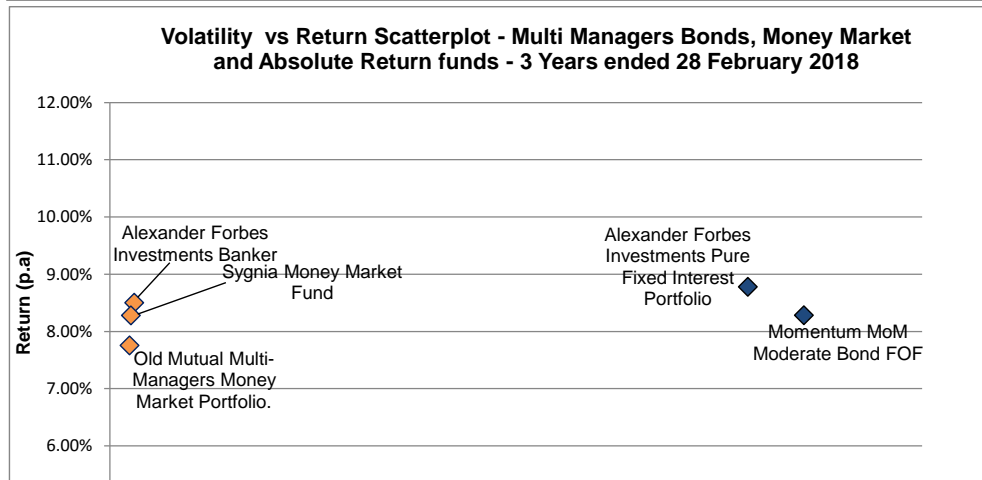 Volatility  vs Return Scatterplot - Multi Managers Bonds, Money Market
and Absolute Return funds - 3 Years ended 28 February 2018
12.00%
11.00%
10.00%
9.00%
8.00%
7.00%
6.00%
Return (p.a)
Alexander Forbes
Investments Banker
Sygnia Money Market
Fund
Old Mutual Multi-
Managers Money
Market Portfolio.
Alexander Forbes
Investments Pure
Fixed Interest
Portfolio
Momentum MoM
Moderate Bond FOF